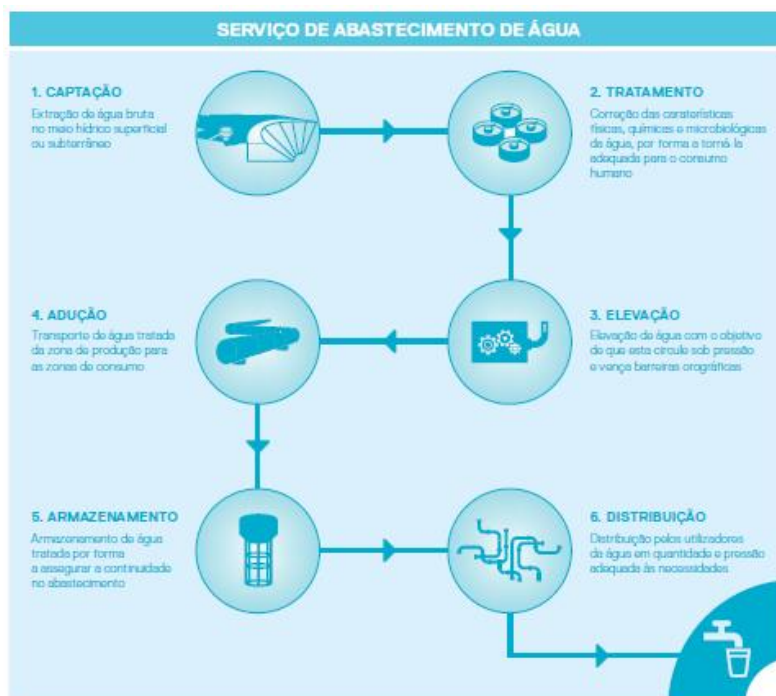 SERVIÇO DE ABASTECIMENTO DE ÁGUA
1. CAPTAÇÃO
Extração de água bruta
no meio hídrico superficial
ou subterrâneo
2. TRATAMENTO
Correção das caraterísticas
físicas, químicas e microbiológicas
da água, por forma a torná-la
adequada para o consumo
humano
3. ELEVAÇÃO
Elevação de água com o objetivo
de que esta circule sob pressão
e vença barreiras orográficas
4. ADUÇÃO
Transporte de água tratada
da zona de produção para
as zonas de consumo
5. ARMAZENAMENTO
Armazenamento de água
tratada por forma
a assegurar a continuidade
no abastecimento
6. DISTRIBUIÇÃO
Distribuição pelos utilizadores
da água em quantidade e pressão
adequada às necessidades